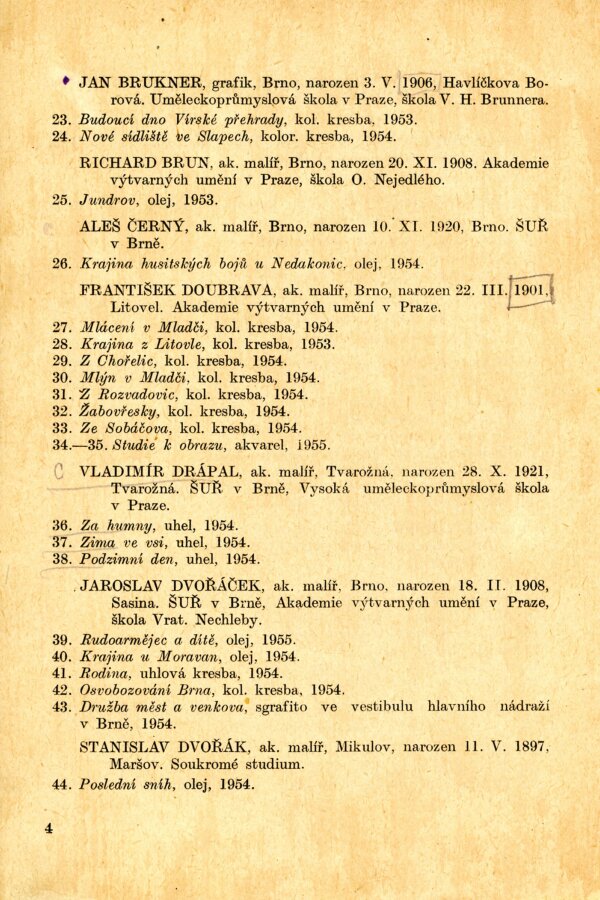 JAN BRUKNER, grafik, Brno, narozen 3. V. 1906, Havlíčkova Bo-
rová. Uměleckoprůmyslová škola v Praze, škola V. H. Brunnera.
23. Budoucí dno Vírské přehrady, kol. kresba, 1953.
24. Nové sídliště ve Slapech, kolor. kresba, 1954.
RICHARD BRUN, ak. malíř, Brno, narozen 20. XI. 1908. Akademie
výtvarných umění v Praze, škola O. Nejedlého.
25. Jundrov, olej, 1953.
ALEŠ ČERNÝ, ak. malíř, Brno, narozen 10. XI. 1920, Brno. ŠUŘ
v Brně.
26. Krajina husitských bojů u Nedakonic, olej, 1954.
FRANTIŠEK DOUBRAVA, ak. malíř, Brno, narozen 22. III. 1901,
Litovel. Akademie výtvarných umění v Praze.
27. Mlácení v Mladči, kol. kresba, 1954.
28. Krajina z Litovle, kol. kresba, 1953.
29. Z Chořelic, kol. kresba, 1954.
30. Mlýn v Mladči, kol. kresba, 1954.
31. Z Rozvadovic, kol. kresba, 1954.
32. Žabovřesky, kol. kresba, 1954.
33. Ze Sobáčova, kol. kresba, 1954.
34.—35. Studie k obrazu, akvarel, 1955.
VLADIMÍR DRÁPAL, ak. malíř, Tvarožná, narozen 28. X. 1921,
Tvarožná. ŠUŘ v Brně, Vysoká uměleckoprůmyslová škola
v Praze.
36. Za humny, uhel, 1954.
37. Zima ve vsi, uhel, 1954.
38. Podzimní den, uhel, 1954.
JAROSLAV DVOŘÁČEK, ak. malíř, Brno, narozen 18. II. 1908,
Sasina. ŠUŘ v Brně, Akademie výtvarných umění v Praze,
škola Vrat. Nechleby.
39. Rudoarmějec a dítě, olej, 1955.
40. Krajina u Moravan, olej, 1954.
41. Rodina, uhlová kresba, 1954.
42. Osvobozování Brna, kol. kresba, 1954.
43. Družba měst a venkova, sgrafito ve vestibulu hlavního nádraží
v Brně, 1954.
STANISLAV DVOŘÁK, ak. malíř, Mikulov, narozen 11. V. 1897,
Maršov. Soukromé studium.
44. Poslední sníh, olej, 1954.
4